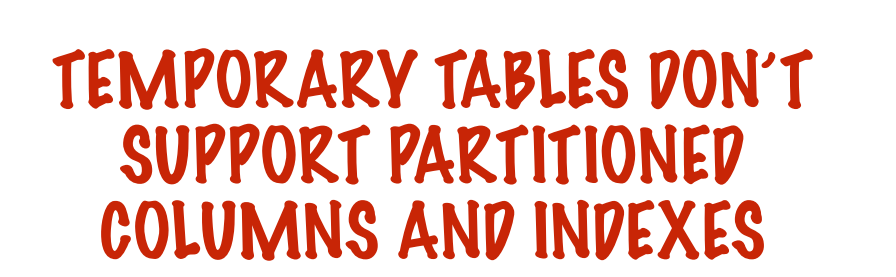 TEMPORARY TABLES DON’T
SUPPORT PARTITIONED
COLUMNS AND INDEXES